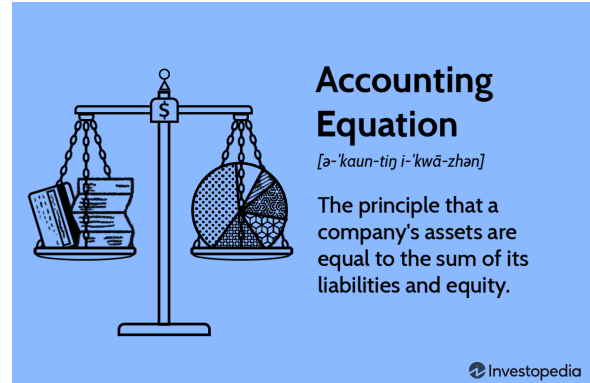 $
Accounting
Equation
[ə-ˈkaun-tiŋ i-ˈkwā-zhən]
The principle that a
company's assets are
equal to the sum of its
liabilities and equity.
Investopedia